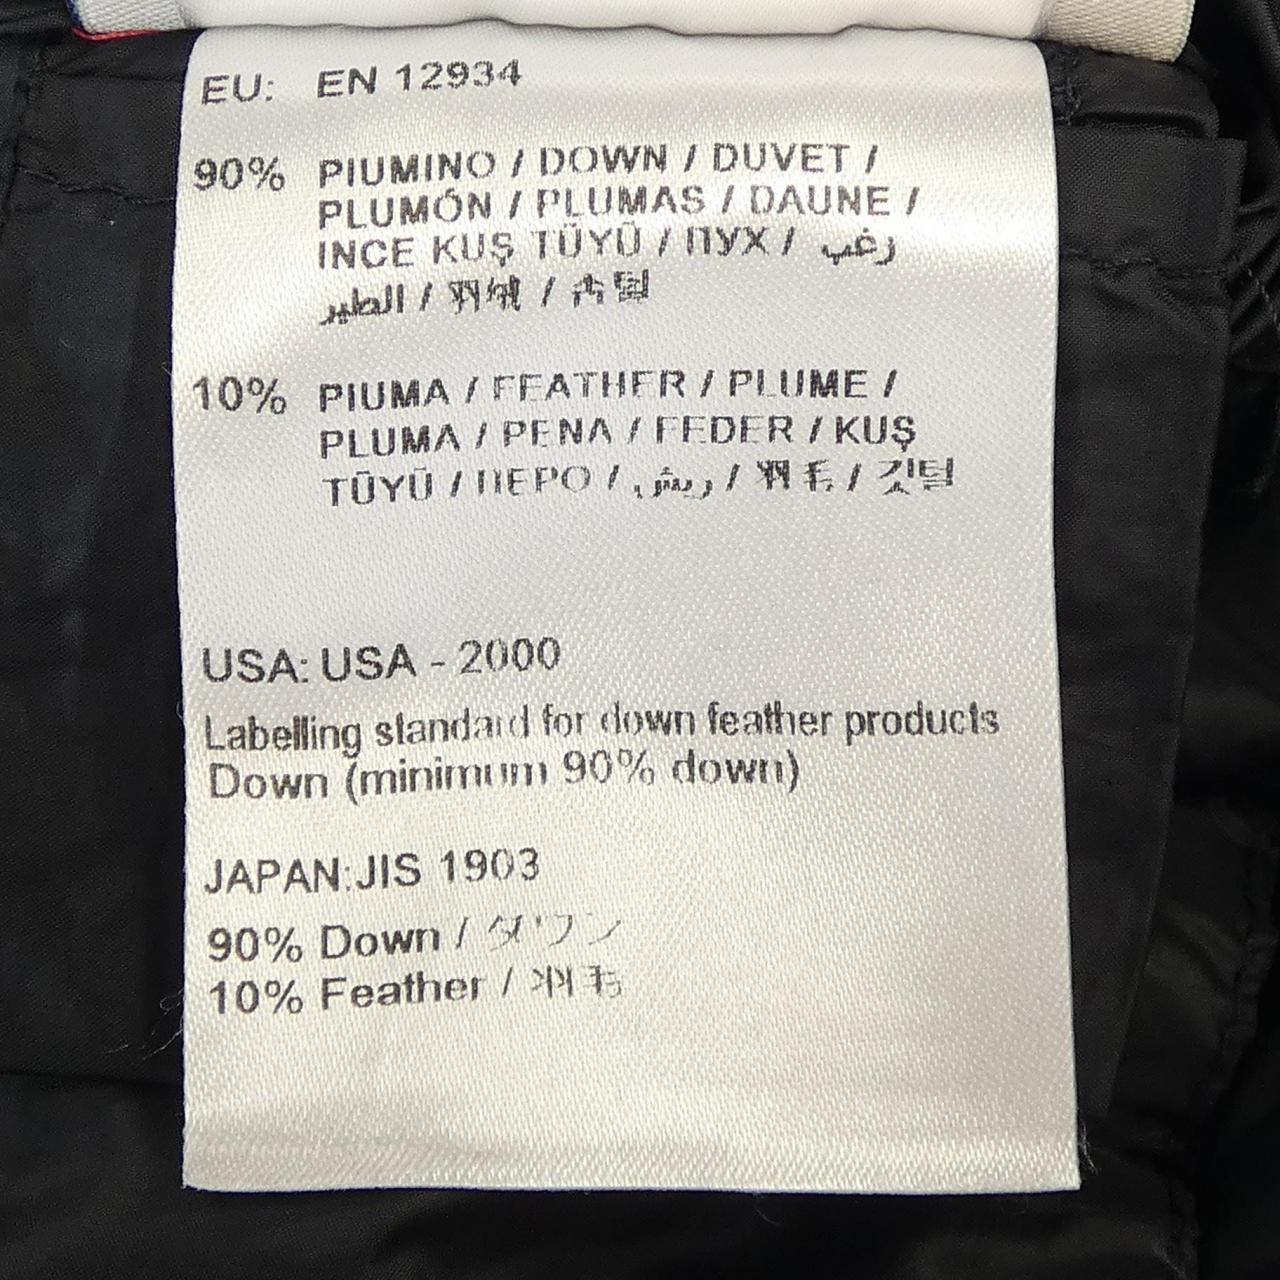 EU: EN 12934
90% PIUMINO / DOWN / DUVET /
PLUMÓN / PLUMAS / DAUNE /
INCE KUŞ TÜYÜ / ПУХ / زغب
الطير / 羽绒 / 솜털
10% PIUMA / FEATHER / PLUME /
PLUMA / PENA / FEDER / KUŞ
TÜYÜ / ПЕРО / ريش / 羽毛 / 깃털
USA: USA - 2000
Labelling standard for down feather products
Down (minimum 90% down)
JAPAN:JIS 1903
90% Down / ダウン
10% Feather / 羽毛